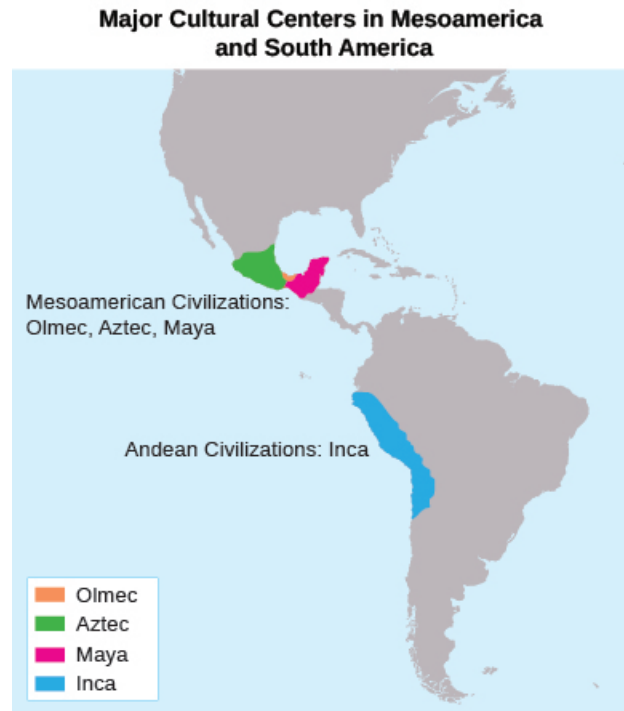 Major Cultural Centers in Mesoamerica
and South America
Mesoamerican Civilizations:
Olmec, Aztec, Maya
Andean Civilizations: Inca
Olmec
Aztec
Maya
Inca